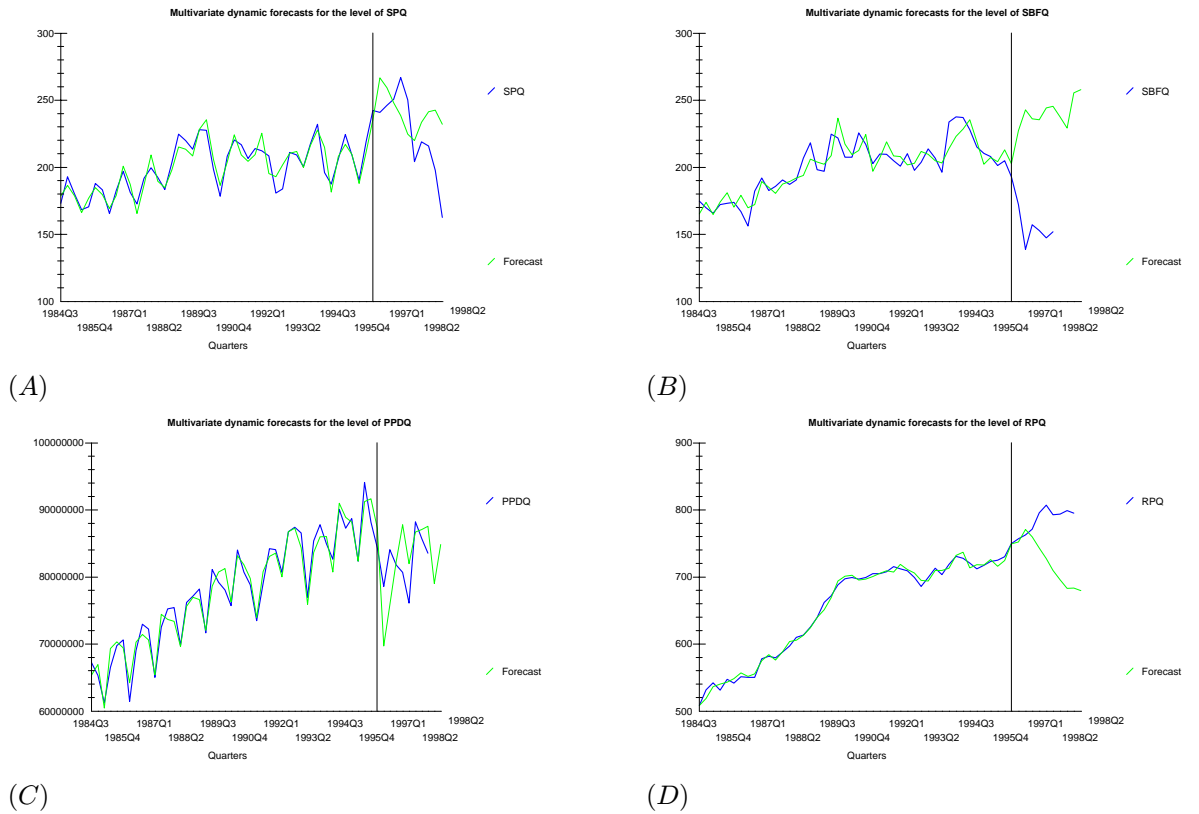 Multivariate dynamic forecasts for the level of SPQ
300
250
200
150
100
SPQ
Forecast
1984Q3 1987Q1 1989Q3 1992Q1 1994Q3 1997Q1 1998Q2
1985Q4 1988Q2 1990Q4 1993Q2 1995Q4 1998Q2
Quarters
(A)
Multivariate dynamic forecasts for the level of SBFQ
300
250
200
150
100
SBFQ
Forecast
1984Q3 1987Q1 1989Q3 1992Q1 1994Q3 1997Q1 1998Q2
1985Q4 1988Q2 1990Q4 1993Q2 1995Q4 1998Q2
Quarters
(B)
Multivariate dynamic forecasts for the level of PPDQ
100000000
90000000
80000000
70000000
60000000
PPDQ
Forecast
1984Q3 1987Q1 1989Q3 1992Q1 1994Q3 1997Q1 1998Q2
1985Q4 1988Q2 1990Q4 1993Q2 1995Q4 1998Q2
Quarters
(C)
Multivariate dynamic forecasts for the level of RPQ
900
800
700
600
500
RPQ
Forecast
1984Q3 1987Q1 1989Q3 1992Q1 1994Q3 1997Q1 1998Q2
1985Q4 1988Q2 1990Q4 1993Q2 1995Q4 1998Q2
Quarters
(D)